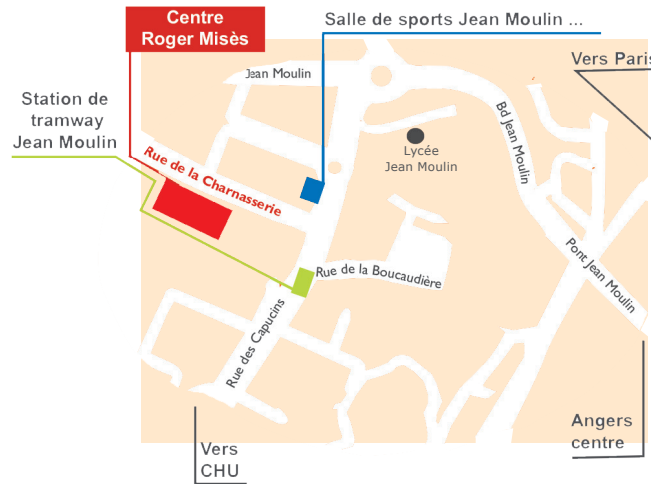 Centre
Roger Misès
Salle de sports Jean Moulin ...
Vers Paris
Jean Moulin
Station de
tramway
Jean Moulin
Bd Jean Moulin
Lycée
Jean Moulin
Rue de la Charnasserie
Pont Jean Moulin
Rue de la Boucaudière
Rue des Capucins
Angers
centre
Vers
CHU